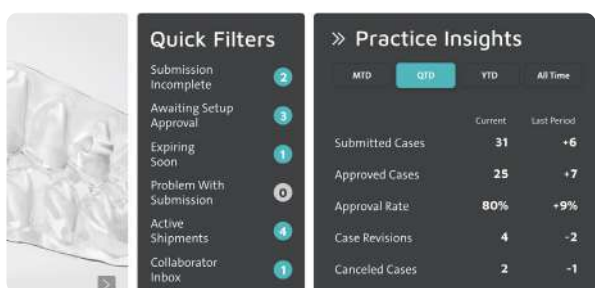 Quick Filters
Submission
Incomplete
2
Awaiting Setup
Approval
3
Expiring
Soon
1
Problem With
Submission
0
Active
Shipments
4
Collaborator
Inbox
1
» Practice Insights
MTD QTD YTD All Time
Current Last Period
Submitted Cases 31 +6
Approved Cases 25 +7
Approval Rate 80% +9%
Case Revisions 4 -2
Canceled Cases 2 -1